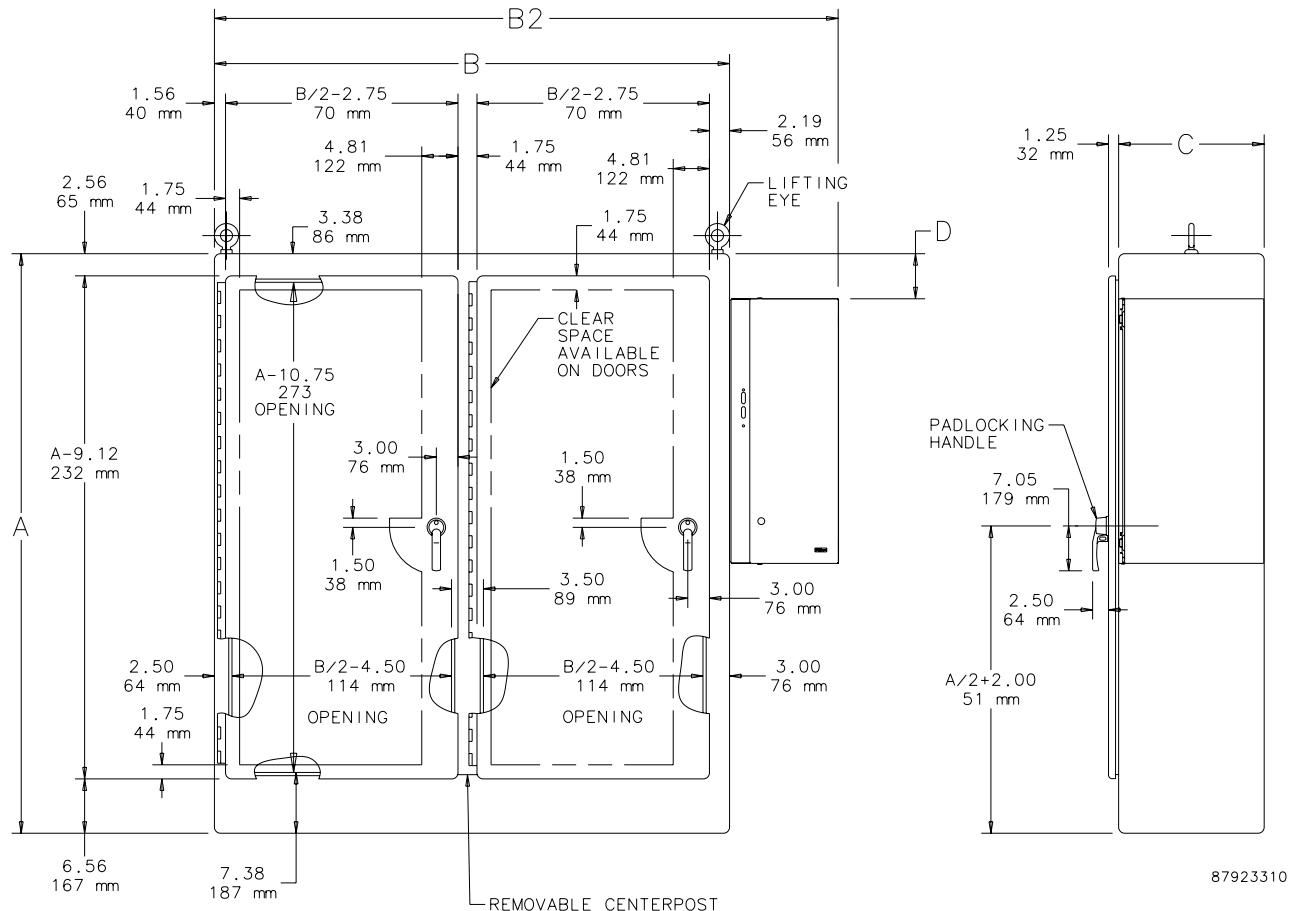 B2
B
1.56
40 mm
B/2-2.75
70 mm
B/2-2.75
70 mm
2.19
56 mm
1.25
32 mm
C
4.81
122 mm
1.75
44 mm
4.81
122 mm
2.56
65 mm
1.75
44 mm
LIFTING
EYE
3.38
86 mm
1.75
44 mm
D
CLEAR
SPACE
AVAILABLE
ON DOORS
A-10.75
273
OPENING
PADLOCKING
HANDLE
A-9.12
232 mm
3.00
76 mm
1.50
38 mm
7.05
179 mm
A
1.50
38 mm
3.50
89 mm
3.00
76 mm
2.50
64 mm
2.50
64 mm
B/2-4.50
114 mm
OPENING
B/2-4.50
114 mm
OPENING
3.00
76 mm
A/2+2.00
51 mm
1.75
44 mm
6.56
167 mm
7.38
187 mm
REMOVABLE CENTERPOST
87923310